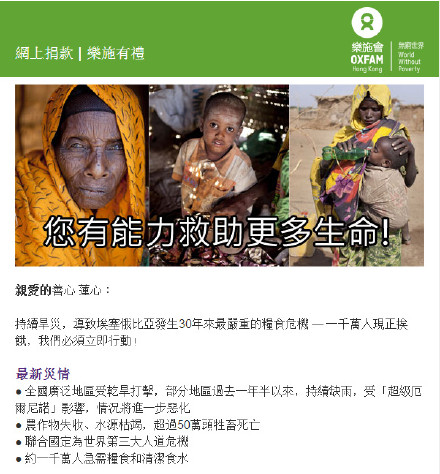 樂施會
OXFAM
Hong Kong
無窮世界
World
Without
Poverty
網上捐款 | 樂施有禮
您有能力救助更多生命!
親愛的善心 蓮心：
持續旱災，導致埃塞俄比亞發生30年來最嚴重的糧食危機 — 一千萬人現正挨
餓，我們必須立即行動！
最新災情
● 全國廣泛地區受乾旱打擊，部分地區過去一年半以來，持續缺雨，受「超級厄
爾尼諾」影響，情況將進一步惡化
● 農作物失收、水源枯竭，超過50萬頭牲畜死亡
● 聯合國定為世界第三大人道危機
● 約一千萬人急需糧食和清潔食水